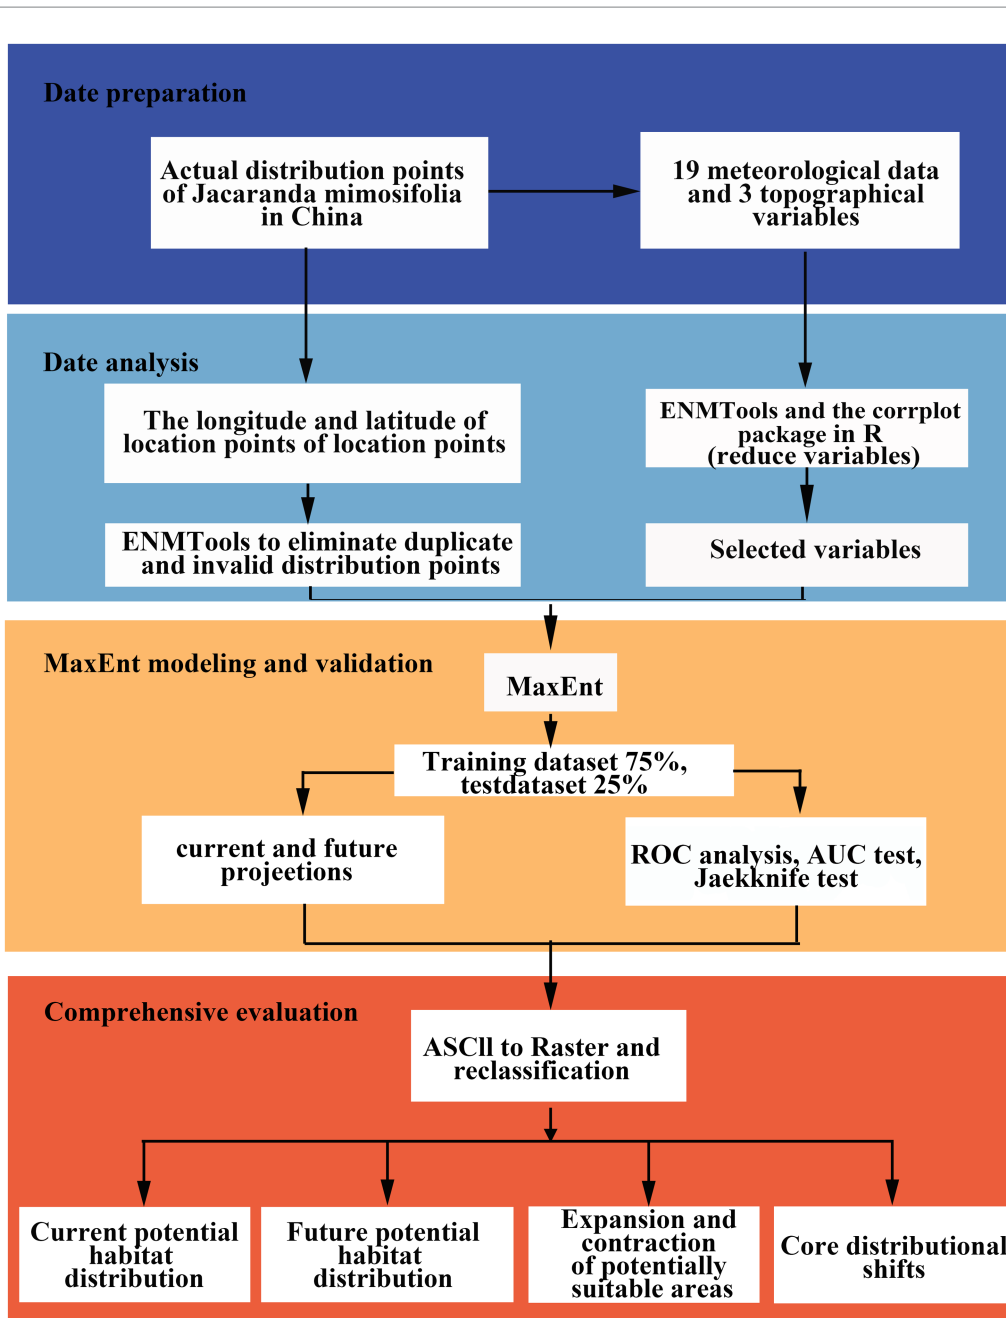 Date preparation
Actual distribution points
of Jacaranda mimosifolia
in China
19 meteorological data
and 3 topographical
variables
Date analysis
The longitude and latitude of
location points of location points
ENMTools and the corrplot
package in R
(reduce variables)
ENMTools to eliminate duplicate
and invalid distribution points
Selected variables
MaxEnt modeling and validation
MaxEnt
Training dataset 75%,
testdataset 25%
current and future
projeetions
ROC analysis, AUC test,
Jaekknife test
Comprehensive evaluation
ASCll to Raster and
reclassification
Current potential
habitat
distribution
Future potential
habitat
distribution
Expansion and
contraction
of potentially
suitable areas
Core distributional
shifts